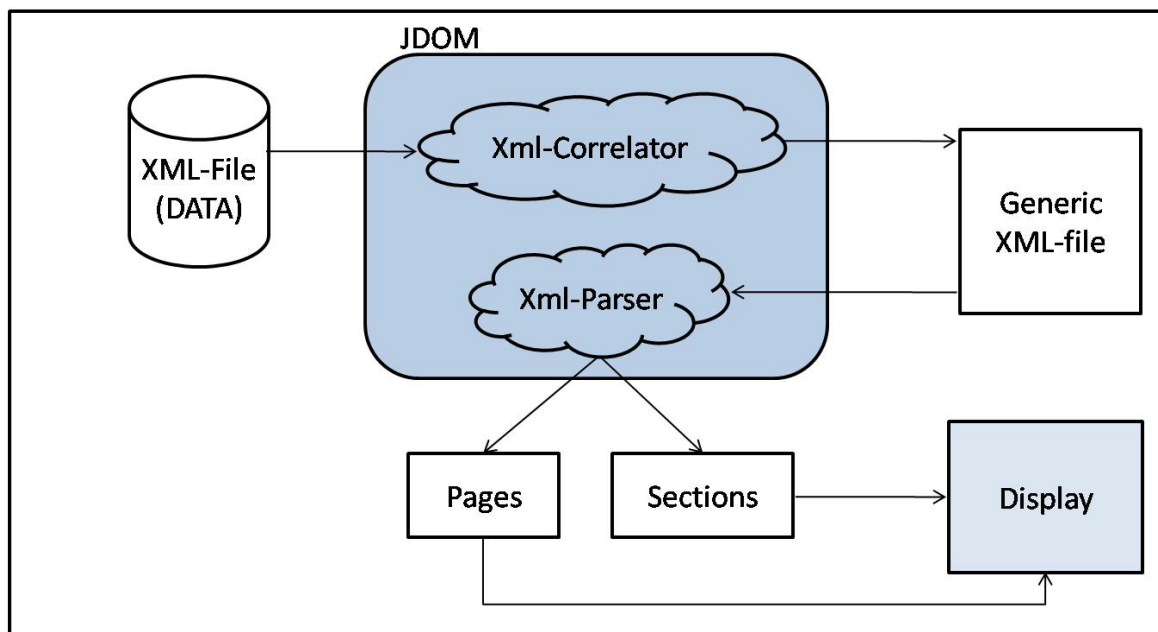 JDOM
XML-File
(DATA)
Xml-Correlator
Generic
XML-file
Xml-Parser
Pages
Sections
Display